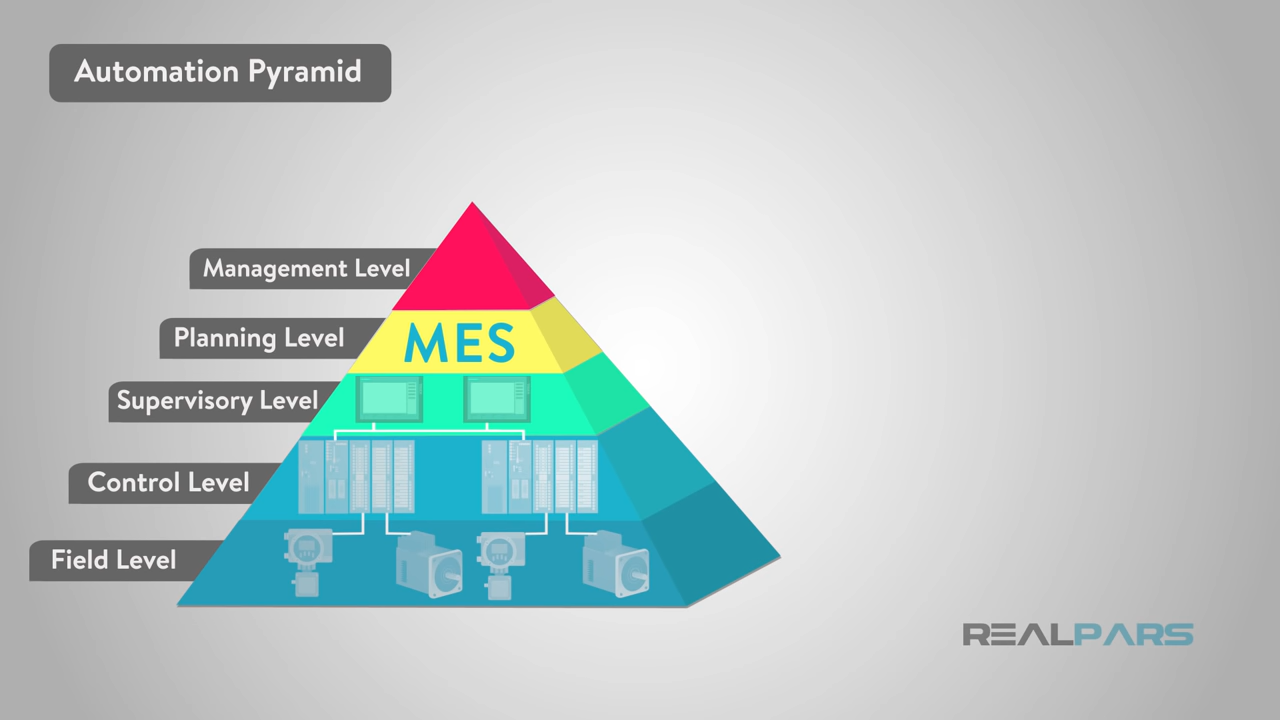 Automation Pyramid
Management Level
Planning Level
MES
Supervisory Level
Control Level
Field Level
REALPARS